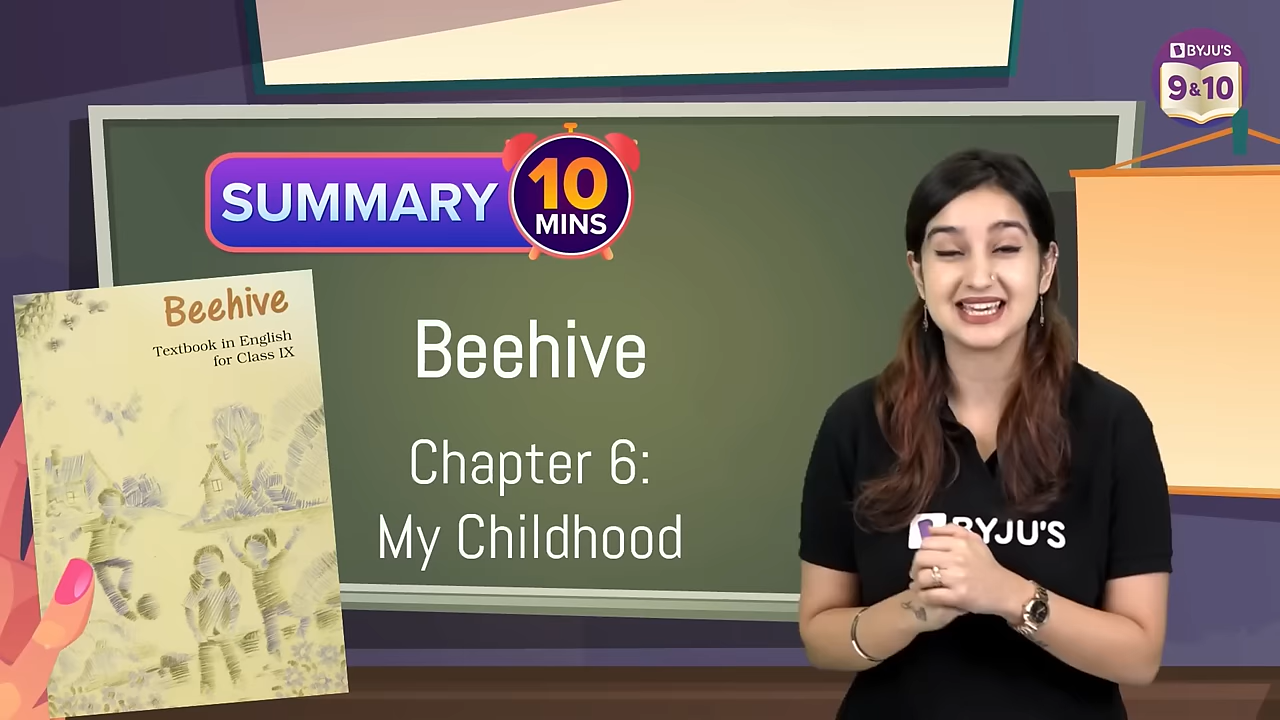 BYJU'S
9&10
SUMMARY
10
MINS
Beehive
Textbook in English
for Class IX
Beehive
Chapter 6:
My Childhood
BYJU'S